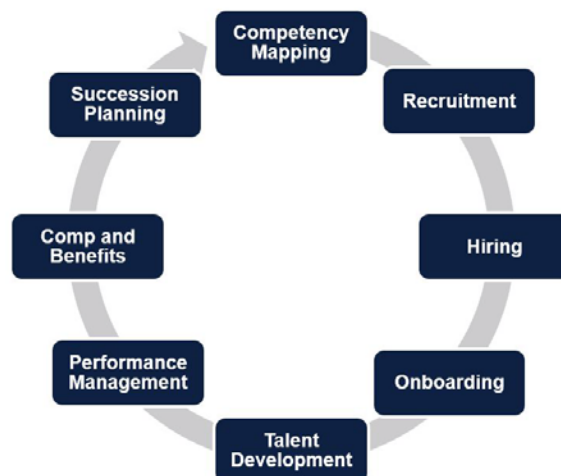 Competency
Mapping
Recruitment
Hiring
Onboarding
Talent
Development
Performance
Management
Comp and
Benefits
Succession
Planning